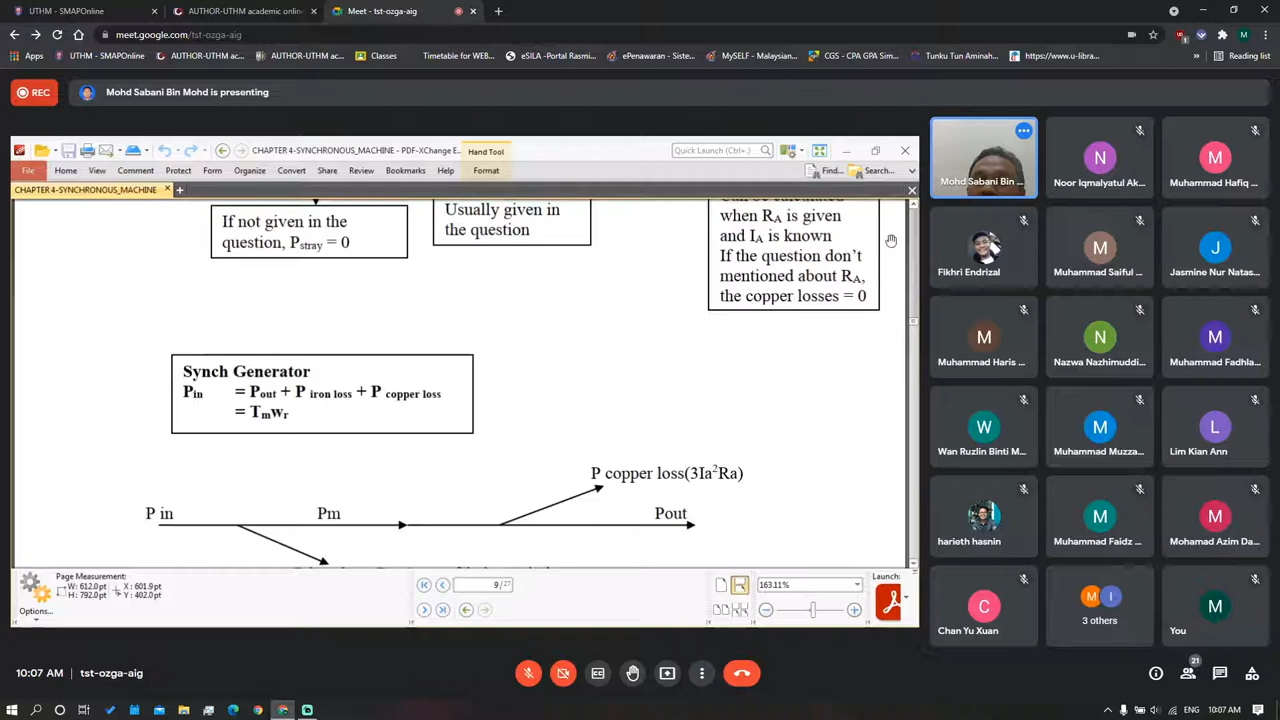 UTHM - Dashboard
AUTHOR-UTHM academic onlin
Meet - tst-ozga-aig
meet.google.com/tst-ozga-aig
Apps
UTHM - Dashboard
AUTHOR-UTHM ac...
AUTHOR-UTHM ac...
Classes
Timetable for WEB...
eSILA -Portal Rasmi...
ePenawaran - Siste...
MySELF - Malaysian...
CGS - CPA GPA Sim...
Tunku Tun Aminah...
https://www.u-libra...
»
Reading list
REC
Mohd Sabani Bin Mohd is presenting
CHAPTER 4-SYNCHRONOUS_MACHINE - PDF-XChange E...
Hand Tool
Quick Launch (Ctrl+.)
File Home View Comment Protect Form Organize Convert Share Review Bookmarks Help Format
Find...
Search...
CHAPTER 4-SYNCHRONOUS_MACHINE
If not given in the
question, Pstray = 0
Usually given in
the question
Can be calculated
when RA is given
and IA is known
If the question don't
mentioned about RA,
the copper losses = 0
Synch Generator
Pin = Pout + P iron loss + P copper loss
= Tmwr
P copper loss(3Ia²Ra)
P in
Pm
Pout
Options...
Page Measurement:
W: 612.0pt X: 601.9pt
H: 792.0pt Y: 402.0pt
9 / 27
163.11%
Launch:
Mohd Sabani Bin ...
N
Noor Iqmalyatul Ak...
M
Muhammad Hafiq ...
Fikhri Endrizal
M
Muhammad Saiful ...
J
Jasmine Nur Natas...
M
Muhammad Haris ...
N
Nazwa Nazhimuddi...
M
Muhammad Fadhla...
W
Wan Ruzlin Binti M...
M
Muhammad Muzza...
L
Lim Kian Ann
harieth hasnin
M
Muhammad Faidz ...
M
Mohamad Azim Da...
C
Chan Yu Xuan
M I
3 others
M
You
10:07 AM | tst-ozga-aig
21
10:07 AM